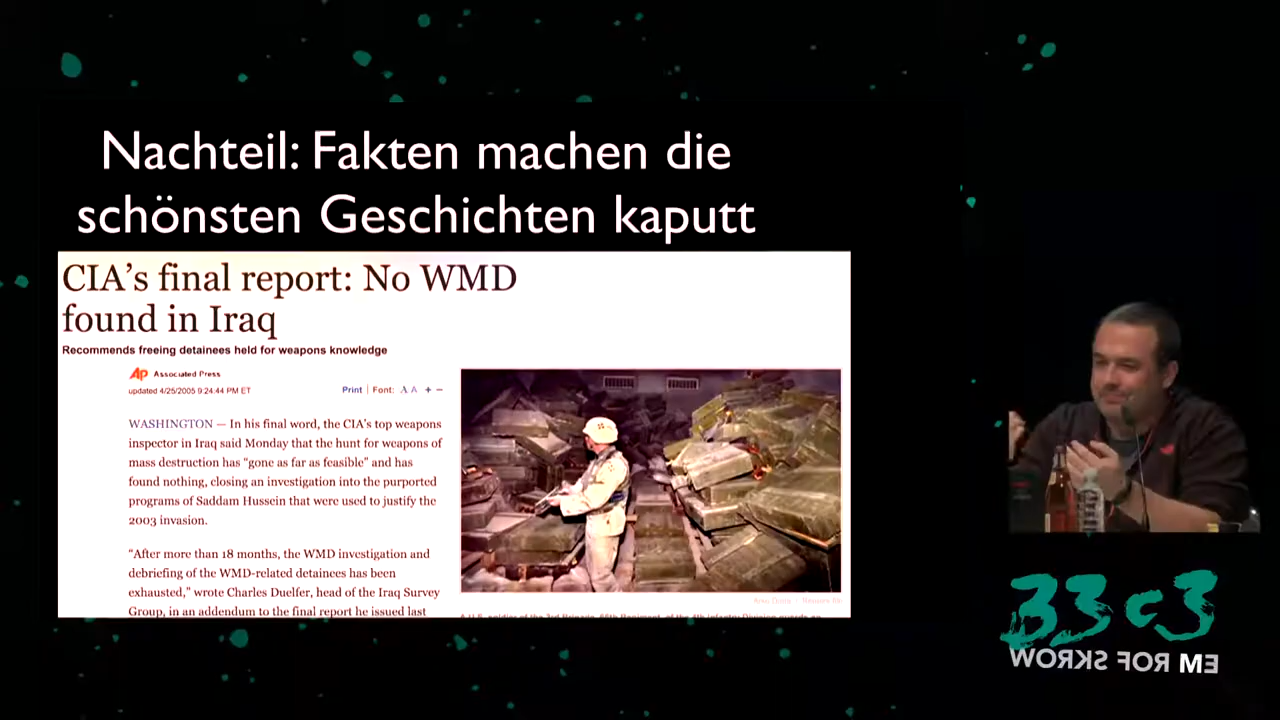 Nachteil: Fakten machen die
schönsten Geschichten kaputt
CIA's final report: No WMD
found in Iraq
Recommends freeing detainees held for weapons knowledge
AP Associated Press
updated 4/25/2005 9:24:44 PM ET
Print | Font: A A + –
WASHINGTON — In his final word, the CIA's top weapons
inspector in Iraq said Monday that the hunt for weapons of
mass destruction has "gone as far as feasible" and has
found nothing, closing an investigation into the purported
programs of Saddam Hussein that were used to justify the
2003 invasion.
"After more than 18 months, the WMD investigation and
debriefing of the WMD-related detainees has been
exhausted," wrote Charles Duelfer, head of the Iraq Survey
Group, in an addendum to the final report he issued last
33c3
WORKS FOR ME